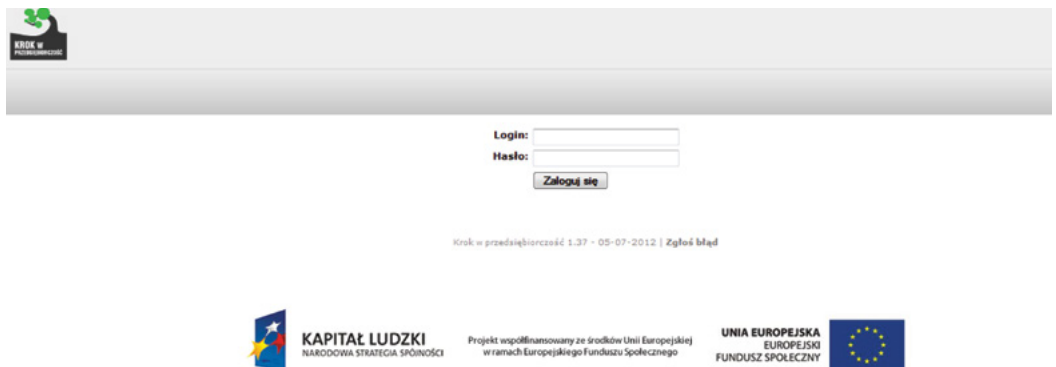 KROK W
PRZEDSIĘBIORCZOŚĆ
Login:
Hasło:
Zaloguj się
Krok w przedsiębiorczość 1.37 - 05-07-2012 | Zgłoś błąd
KAPITAŁ LUDZKI
NARODOWA STRATEGIA SPÓJNOŚCI
Projekt współfinansowany ze środków Unii Europejskiej
w ramach Europejskiego Funduszu Społecznego
UNIA EUROPEJSKA
EUROPEJSKI
FUNDUSZ SPOŁECZNY